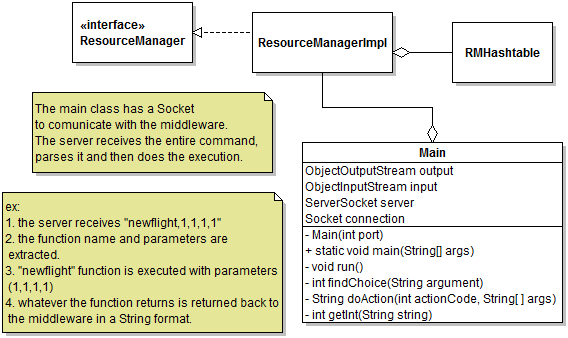 «interface»
ResourceManager
ResourceManagerImpl
RMHashtable
The main class has a Socket
to comunicate with the middleware.
The server receives the entire command,
parses it and then does the execution.
ex:
1. the server receives "newflight,1,1,1,1"
2. the function name and parameters are
extracted.
3. "newflight" function is executed with parameters
(1,1,1,1)
4. whatever the function returns is returned back to
the middleware in a String format.
Main
ObjectOutputStream output
ObjectInputStream input
ServerSocket server
Socket connection
- Main(int port)
+ static void main(String[] args)
- void run()
- int findChoice(String argument)
- String doAction(int actionCode, String[ ] args)
- int getInt(String string)